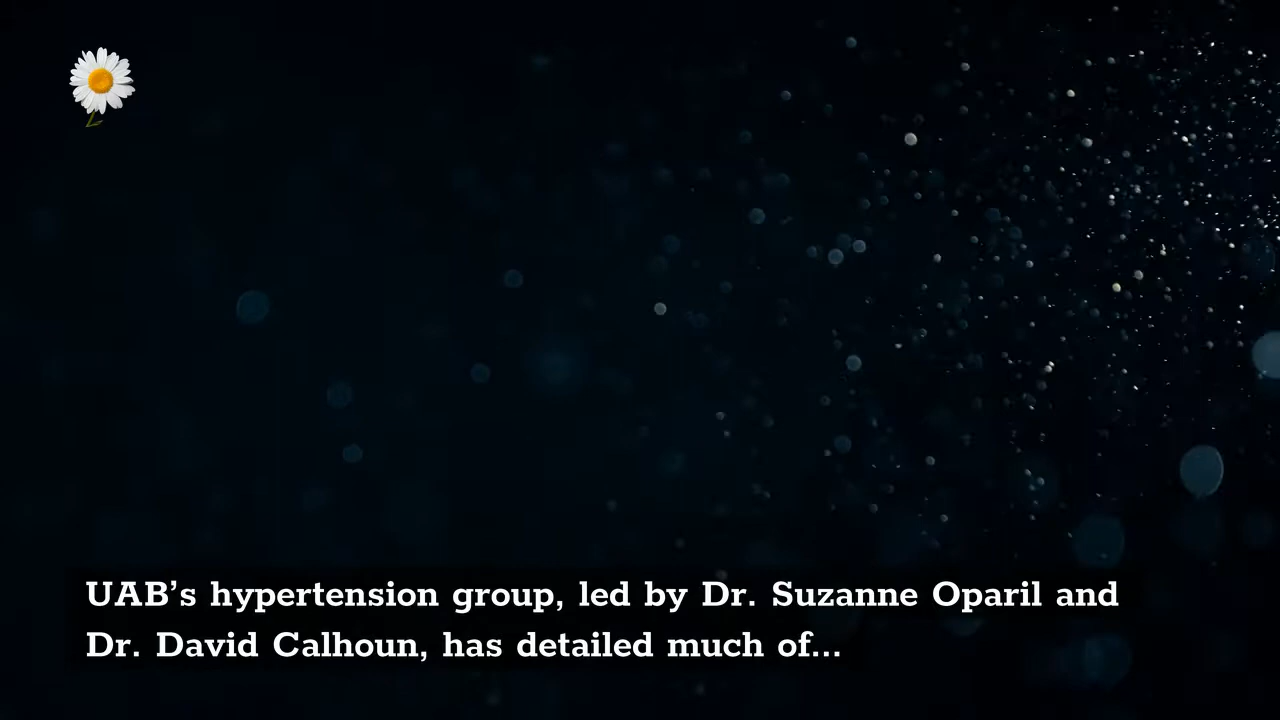 UAB’s hypertension group, led by Dr. Suzanne Oparil and
Dr. David Calhoun, has detailed much of...